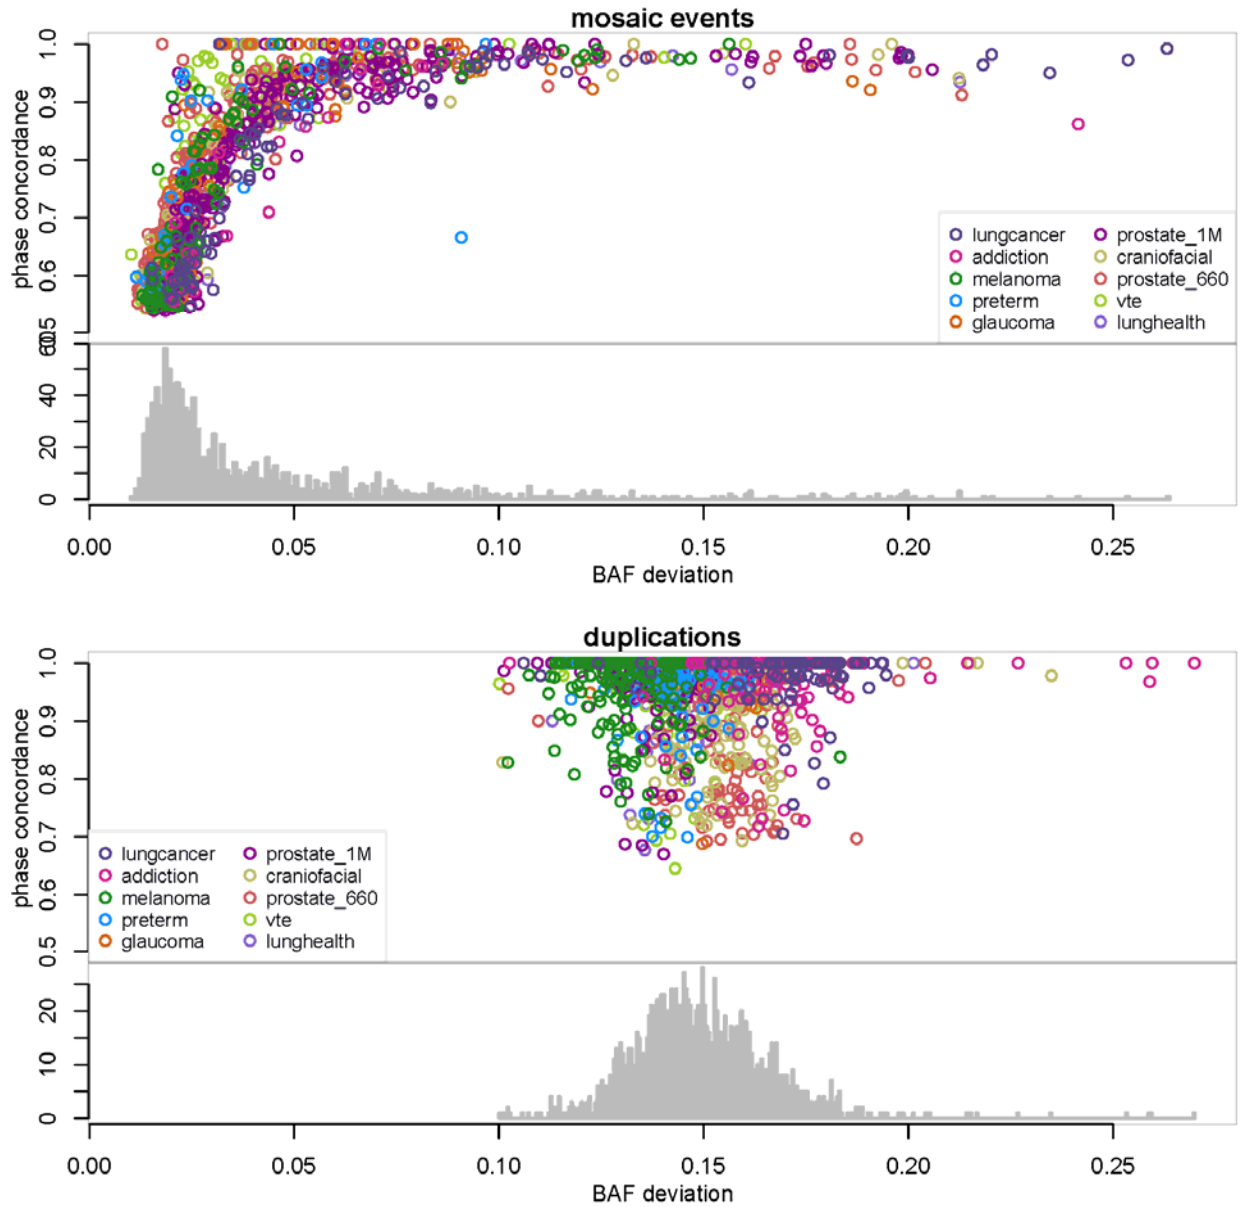 mosaic events
phase concordance
1.0
0.9
0.8
0.7
0.6
0.5
lungcancer prostate_1M
addiction craniofacial
melanoma prostate_660
preterm vte
glaucoma lunghealth
60
40
20
0
0.00 0.05 0.10 0.15 0.20 0.25
BAF deviation
duplications
phase concordance
1.0
0.9
0.8
0.7
0.6
0.5
lungcancer prostate_1M
addiction craniofacial
melanoma prostate_660
preterm vte
glaucoma lunghealth
20
10
0
0.00 0.05 0.10 0.15 0.20 0.25
BAF deviation